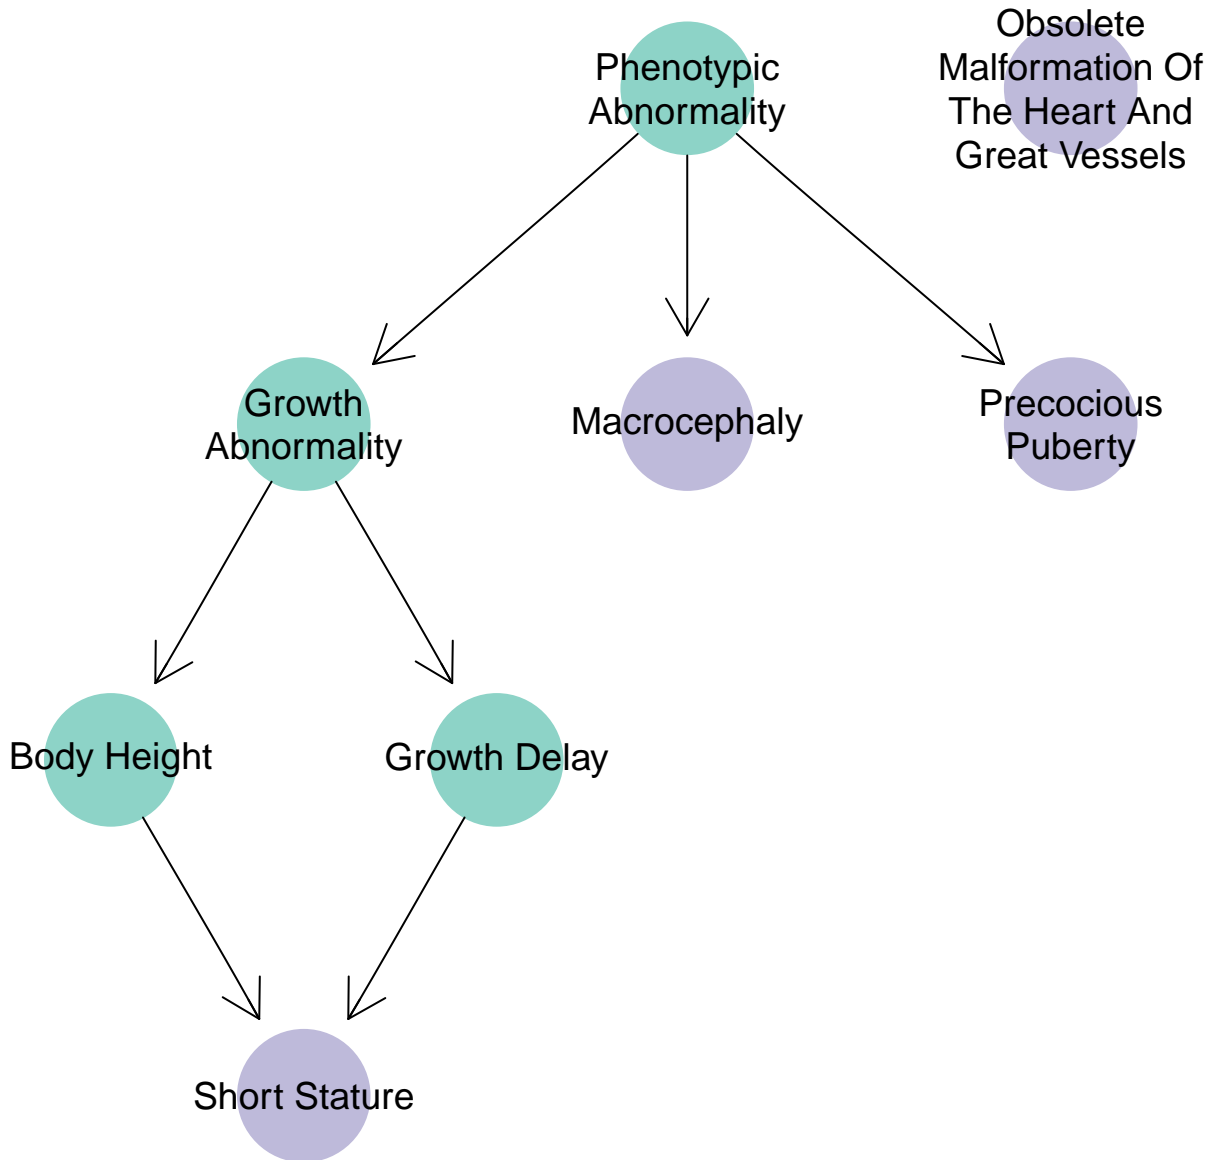 Phenotypic
Abnormality
Obsolete
Malformation Of
The Heart And
Great Vessels
Growth
Abnormality
Macrocephaly
Precocious
Puberty
Body Height
Growth Delay
Short Stature